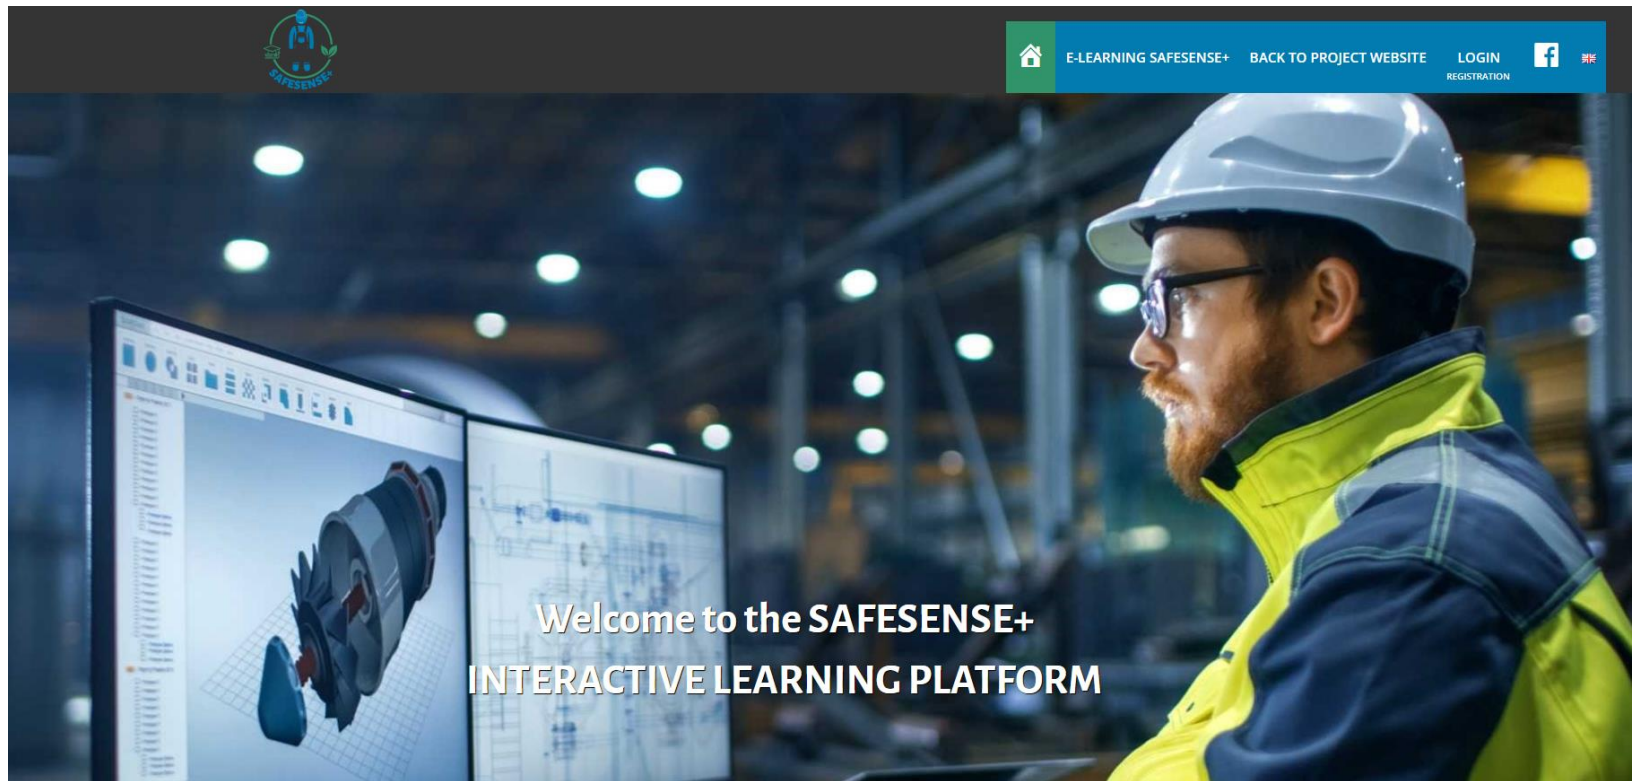 SAFESENSE+
E-LEARNING SAFESENSE+
BACK TO PROJECT WEBSITE
LOGIN
REGISTRATION
Welcome to the SAFESENSE+
INTERACTIVE LEARNING PLATFORM